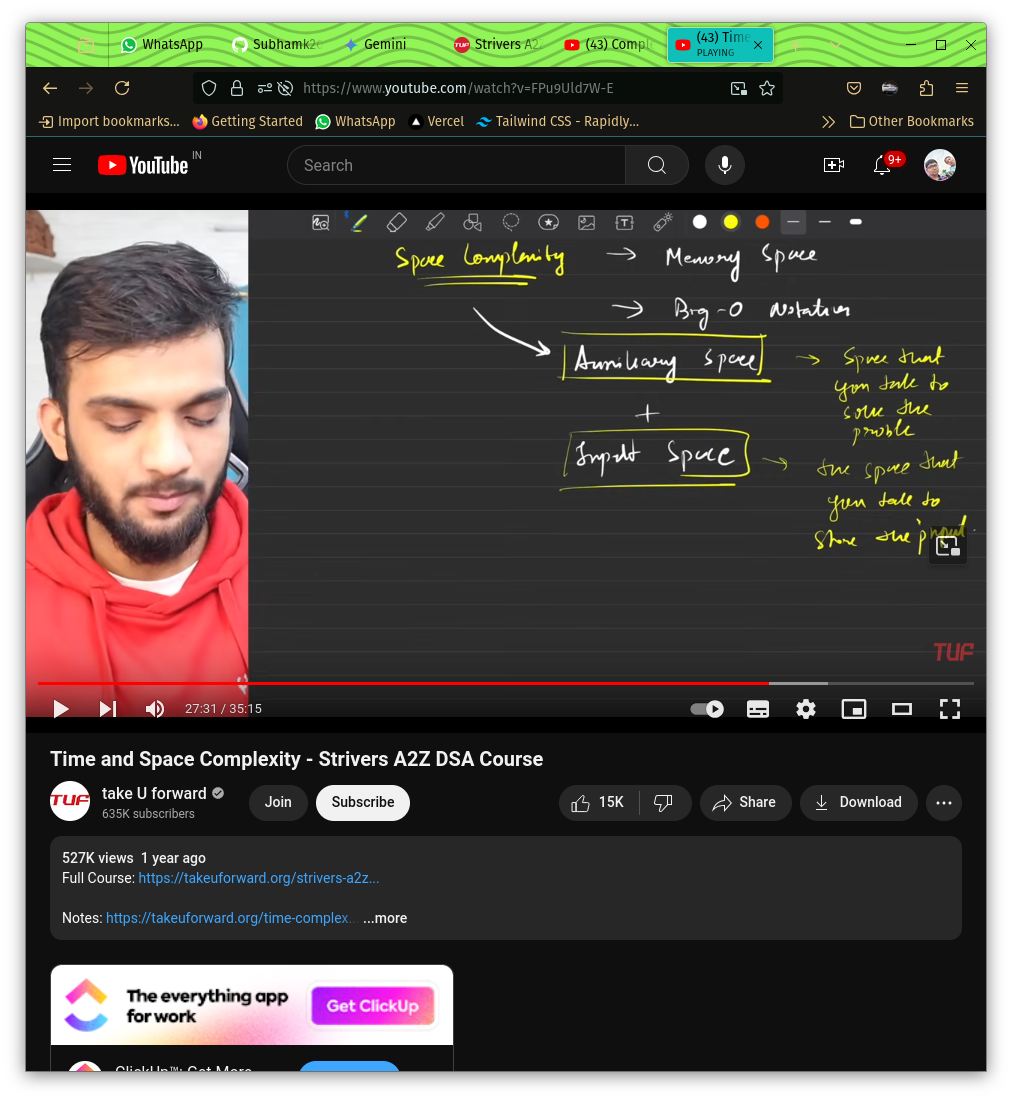 WhatsApp
Subhamk2
Gemini
Strivers A2
(43) Compl
(43) Time
PLAYING
https://www.youtube.com/watch?v=FPu9Uld7W-E
Import bookmarks...
Getting Started
WhatsApp
Vercel
Tailwind CSS - Rapidly...
Other Bookmarks
YouTube IN
Search
9+
Space Complexity → Memory Space
→ Big-O notation
Auxiliary Space → Space that
you take to
solve the
problem
+
Input Space → the space that
you take to
store the input
TUF
27:31 / 35:15
Time and Space Complexity - Strivers A2Z DSA Course
TUF
take U forward
635K subscribers
Join
Subscribe
15K
Share
Download
527K views 1 year ago
Full Course: https://takeuforward.org/strivers-a2z...
Notes: https://takeuforward.org/time-complex... ...more
The everything app
for work
Get ClickUp
ClickUp™: Get More